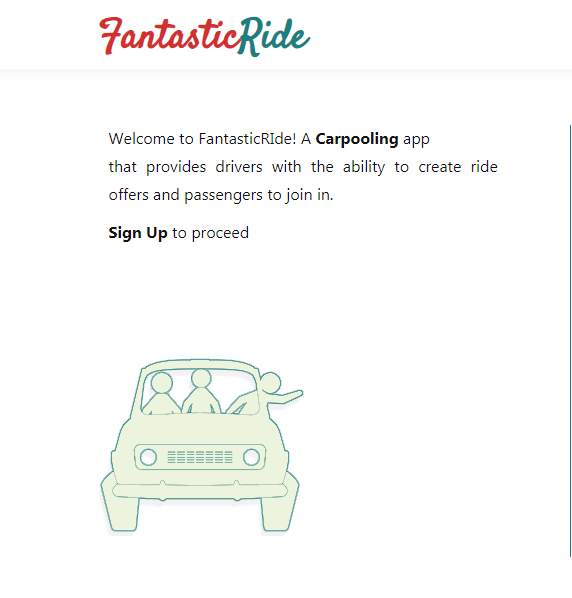 FantasticRide
Welcome to FantasticRIde! A Carpooling app
that provides drivers with the ability to create ride
offers and passengers to join in.
Sign Up to proceed